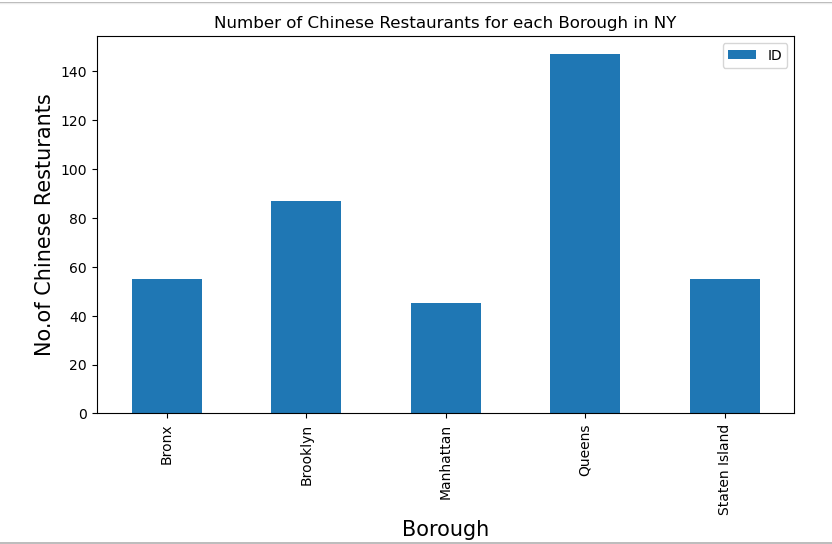 Number of Chinese Restaurants for each Borough in NY
ID
No.of Chinese Resturants
140
120
100
80
60
40
20
0
Bronx
Brooklyn
Manhattan
Queens
Staten Island
Borough